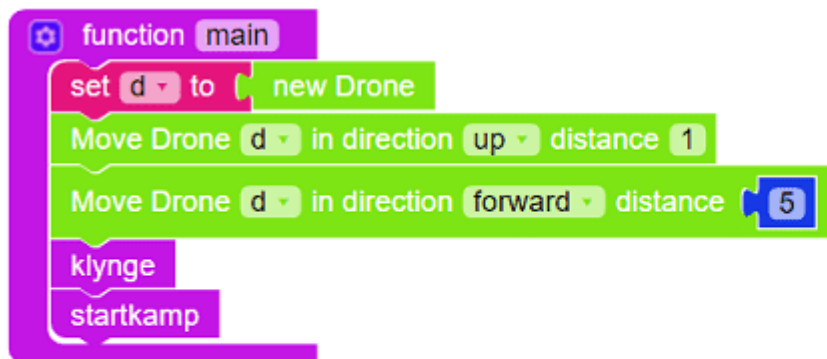 function main
set d to new Drone
Move Drone d in direction up distance 1
Move Drone d in direction forward distance 5
klynge
startkamp